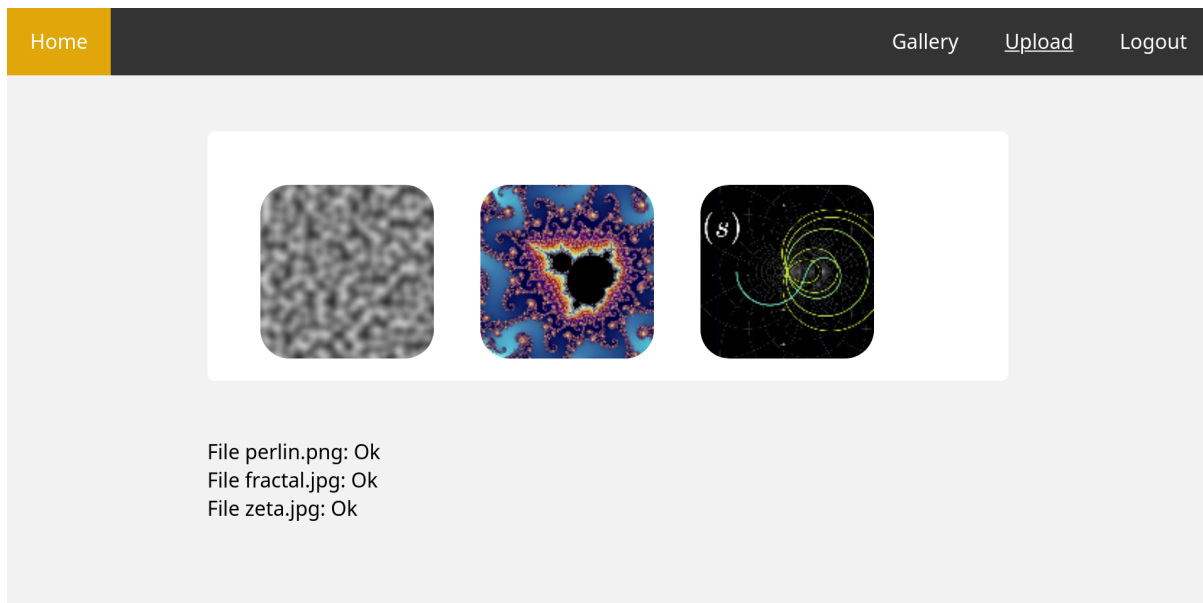 Home Gallery Upload Logout
(s)
File perlin.png: Ok
File fractal.jpg: Ok
File zeta.jpg: Ok